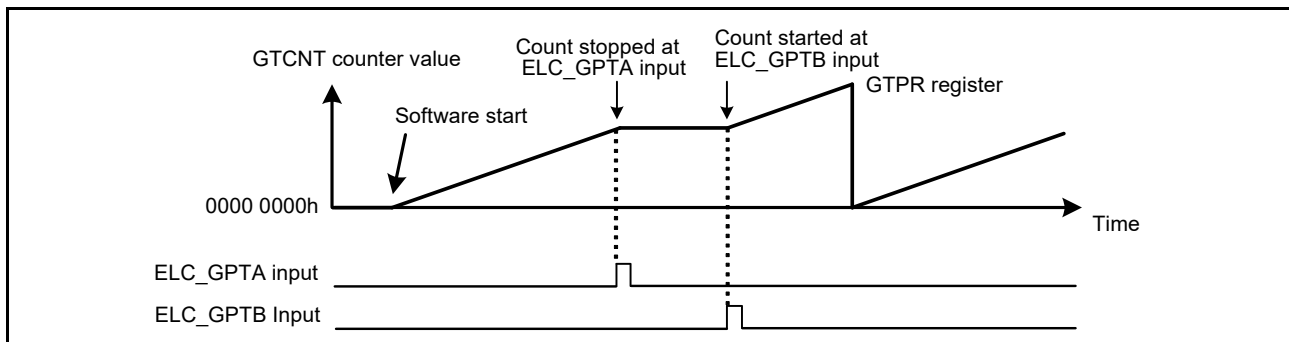 GTCNT counter value
Count stopped at
ELC_GPTA input
Count started at
ELC_GPTB input
GTPR register
Software start
0000 0000h
Time
ELC_GPTA input
ELC_GPTB Input